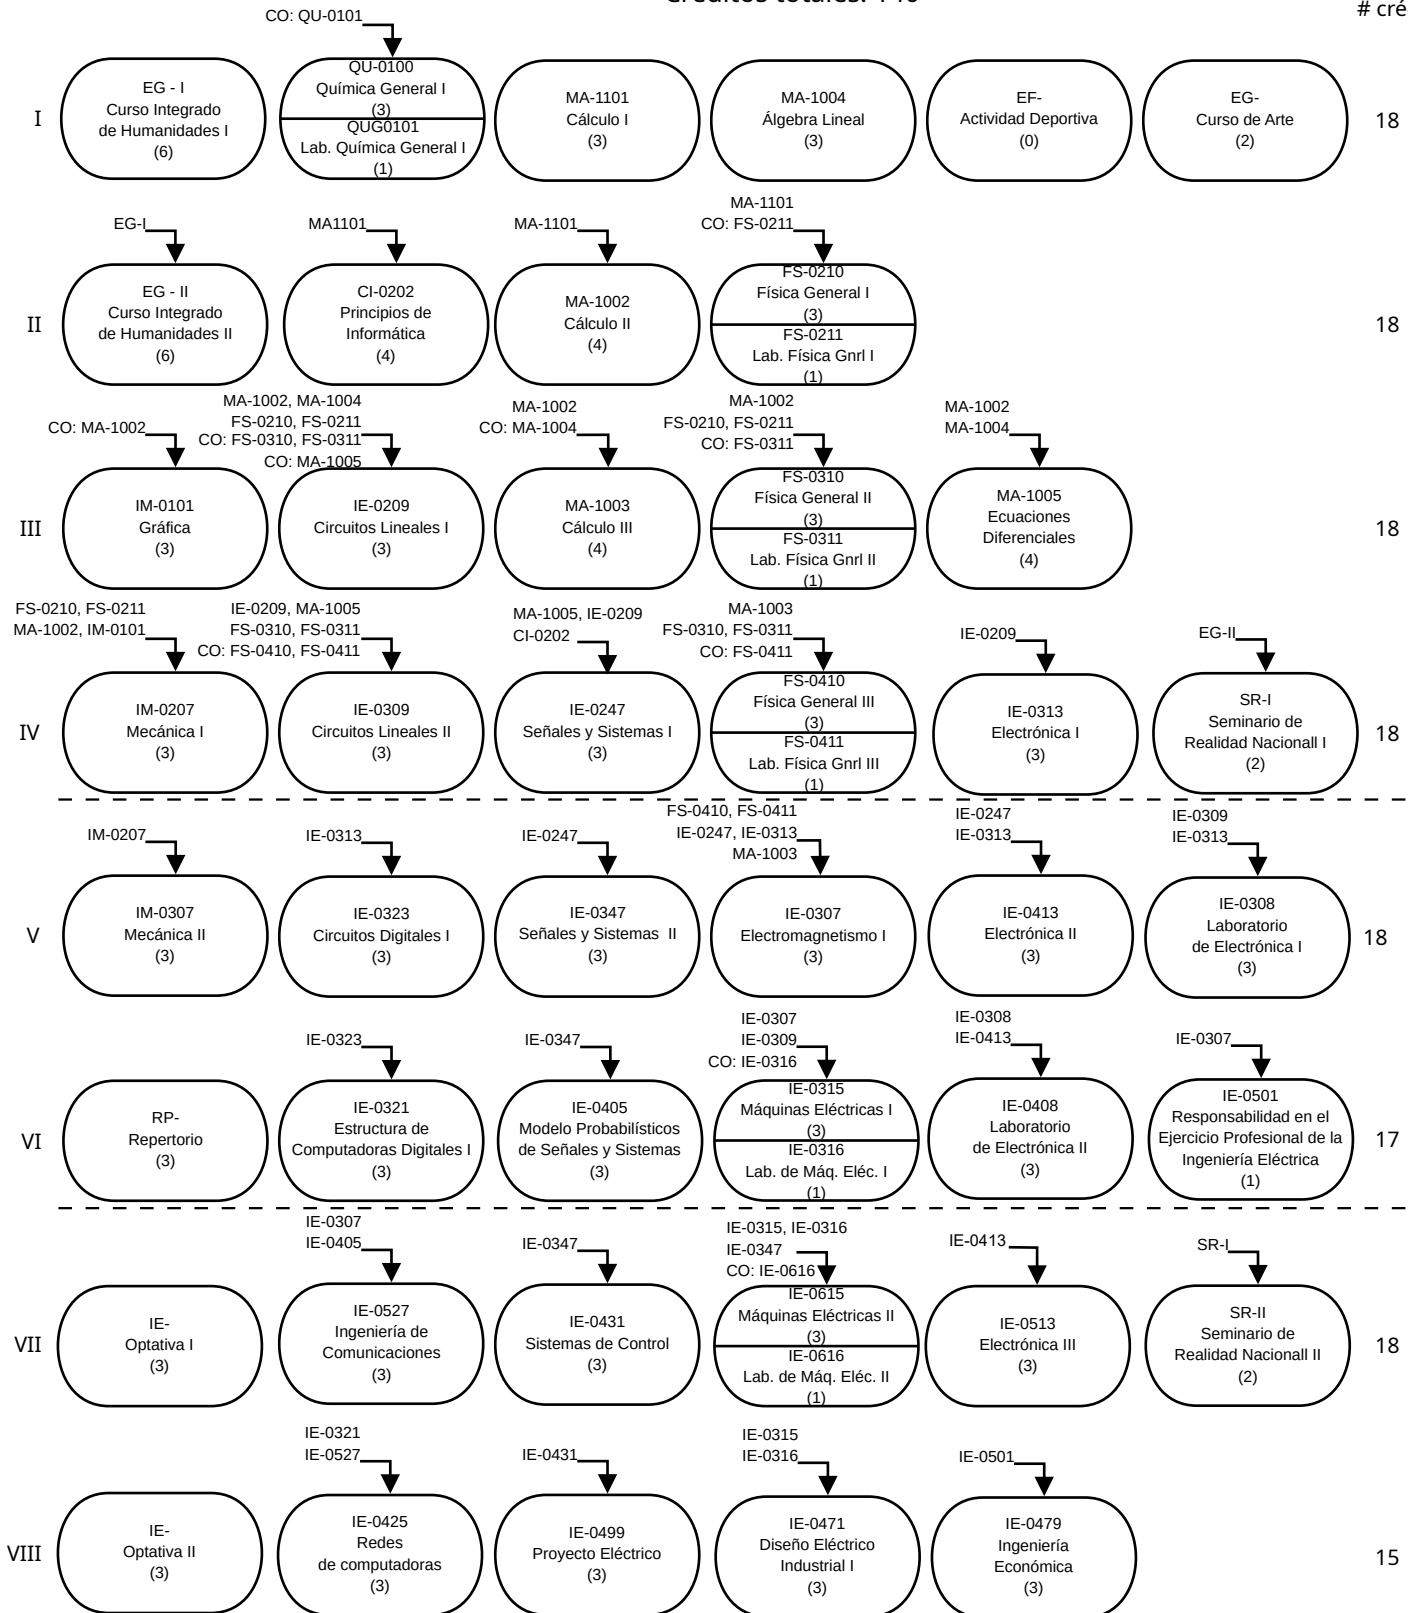 Créditos totales: 140
# cré
CO: QU-0101
I
EG - I
Curso Integrado
de Humanidades I
(6)
QU-0100
Química General I
(3)
QUG0101
Lab. Química General I
(1)
MA-1101
Cálculo I
(3)
MA-1004
Álgebra Lineal
(3)
EF-
Actividad Deportiva
(0)
EG-
Curso de Arte
(2)
18
EG-I
MA1101
MA-1101
MA-1101
CO: FS-0211
II
EG - II
Curso Integrado
de Humanidades II
(6)
CI-0202
Principios de
Informática
(4)
MA-1002
Cálculo II
(4)
FS-0210
Física General I
(3)
FS-0211
Lab. Física Gnrl I
(1)
18
CO: MA-1002
MA-1002, MA-1004
FS-0210, FS-0211
CO: FS-0310, FS-0311
CO: MA-1005
MA-1002
CO: MA-1004
MA-1002
FS-0210, FS-0211
CO: FS-0311
MA-1002
MA-1004
III
IM-0101
Gráfica
(3)
IE-0209
Circuitos Lineales I
(3)
MA-1003
Cálculo III
(4)
FS-0310
Física General II
(3)
FS-0311
Lab. Física Gnrl II
(1)
MA-1005
Ecuaciones
Diferenciales
(4)
18
FS-0210, FS-0211
MA-1002, IM-0101
IE-0209, MA-1005
FS-0310, FS-0311
CO: FS-0410, FS-0411
MA-1005, IE-0209
CI-0202
MA-1003
FS-0310, FS-0311
CO: FS-0411
IE-0209
EG-II
IV
IM-0207
Mecánica I
(3)
IE-0309
Circuitos Lineales II
(3)
IE-0247
Señales y Sistemas I
(3)
FS-0410
Física General III
(3)
FS-0411
Lab. Física Gnrl III
(1)
IE-0313
Electrónica I
(3)
SR-I
Seminario de
Realidad Nacionall I
(2)
18
IM-0207
IE-0313
IE-0247
FS-0410, FS-0411
IE-0247, IE-0313
MA-1003
IE-0247
IE-0313
IE-0309
IE-0313
V
IM-0307
Mecánica II
(3)
IE-0323
Circuitos Digitales I
(3)
IE-0347
Señales y Sistemas II
(3)
IE-0307
Electromagnetismo I
(3)
IE-0413
Electrónica II
(3)
IE-0308
Laboratorio
de Electrónica I
(3)
18
IE-0323
IE-0347
IE-0307
IE-0309
CO: IE-0316
IE-0308
IE-0413
IE-0307
VI
RP-
Repertorio
(3)
IE-0321
Estructura de
Computadoras Digitales I
(3)
IE-0405
Modelo Probabilísticos
de Señales y Sistemas
(3)
IE-0315
Máquinas Eléctricas I
(3)
IE-0316
Lab. de Máq. Eléc. I
(1)
IE-0408
Laboratorio
de Electrónica II
(3)
IE-0501
Responsabilidad en el
Ejercicio Profesional de la
Ingeniería Eléctrica
(1)
17
IE-0307
IE-0405
IE-0347
IE-0315, IE-0316
IE-0347
CO: IE-0616
IE-0413
SR-I
VII
IE-
Optativa I
(3)
IE-0527
Ingeniería de
Comunicaciones
(3)
IE-0431
Sistemas de Control
(3)
IE-0615
Máquinas Eléctricas II
(3)
IE-0616
Lab. de Máq. Eléc. II
(1)
IE-0513
Electrónica III
(3)
SR-II
Seminario de
Realidad Nacionall II
(2)
18
IE-0321
IE-0527
IE-0431
IE-0315
IE-0316
IE-0501
VIII
IE-
Optativa II
(3)
IE-0425
Redes
de computadoras
(3)
IE-0499
Proyecto Eléctrico
(3)
IE-0471
Diseño Eléctrico
Industrial I
(3)
IE-0479
Ingeniería
Económica
(3)
15